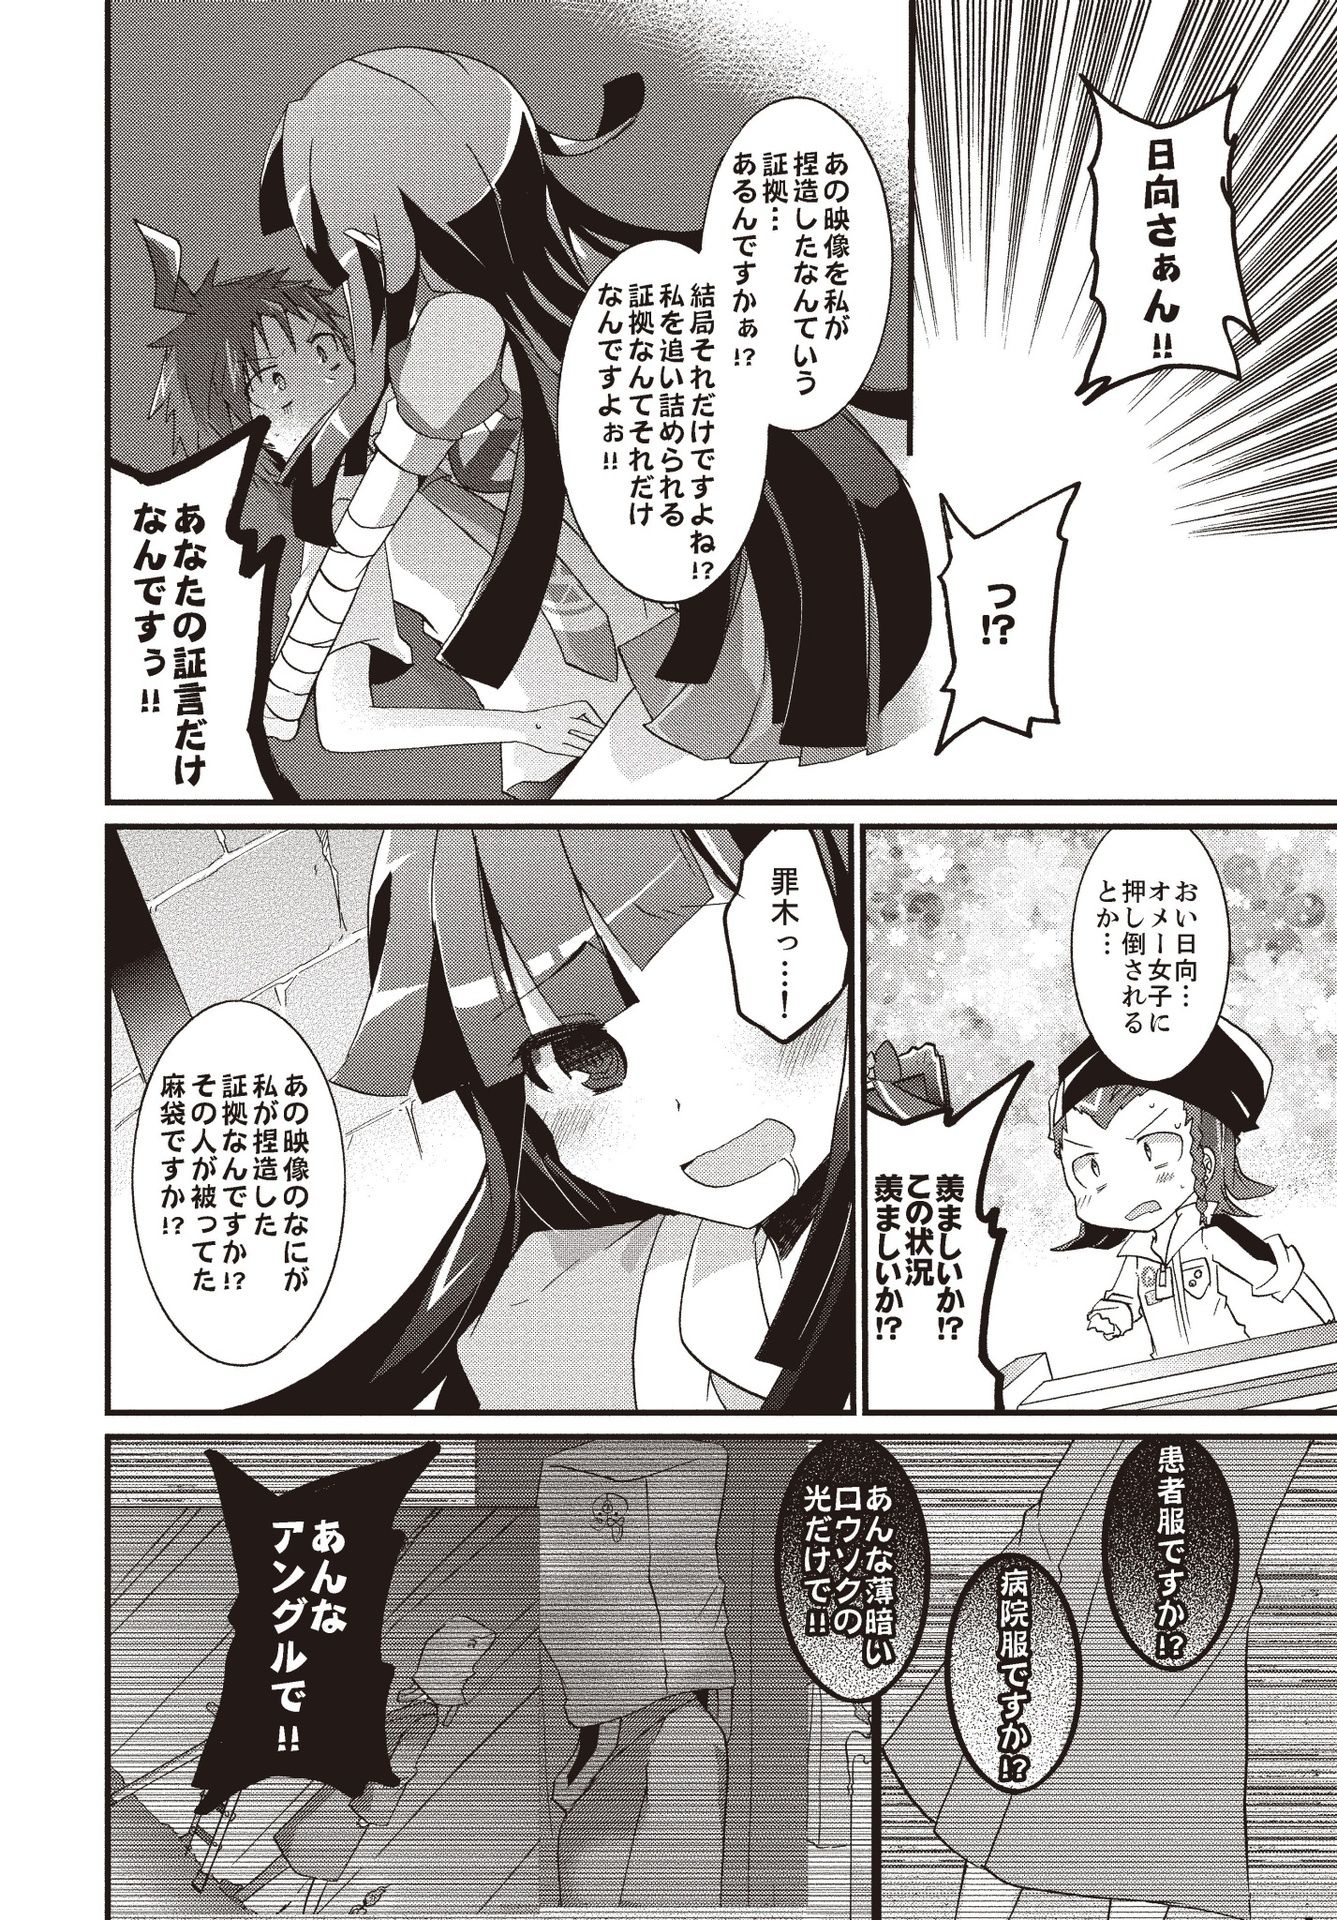 日向さぁん!!
っ!?
あの映像を私が
捏造したなんていう
証拠…
あるんですかぁ!?
結局それだけですよね!?
私を追い詰められる
証拠なんてそれだけ
なんですよぉ!!
あなたの証言だけ
なんですぅ!!
おい日向…
オメー女子に
押し倒される
とか…
羨ましいか!?
この状況
羨ましいか!?
罪木っ…!
あの映像のなにが
私が捏造した
証拠なんですか!?
その人が被ってた
麻袋ですか!?
患者服ですか!?
病院服ですか!?
あんな薄暗い
ロウソクの
光だけで!!
あんな
アングルで!!